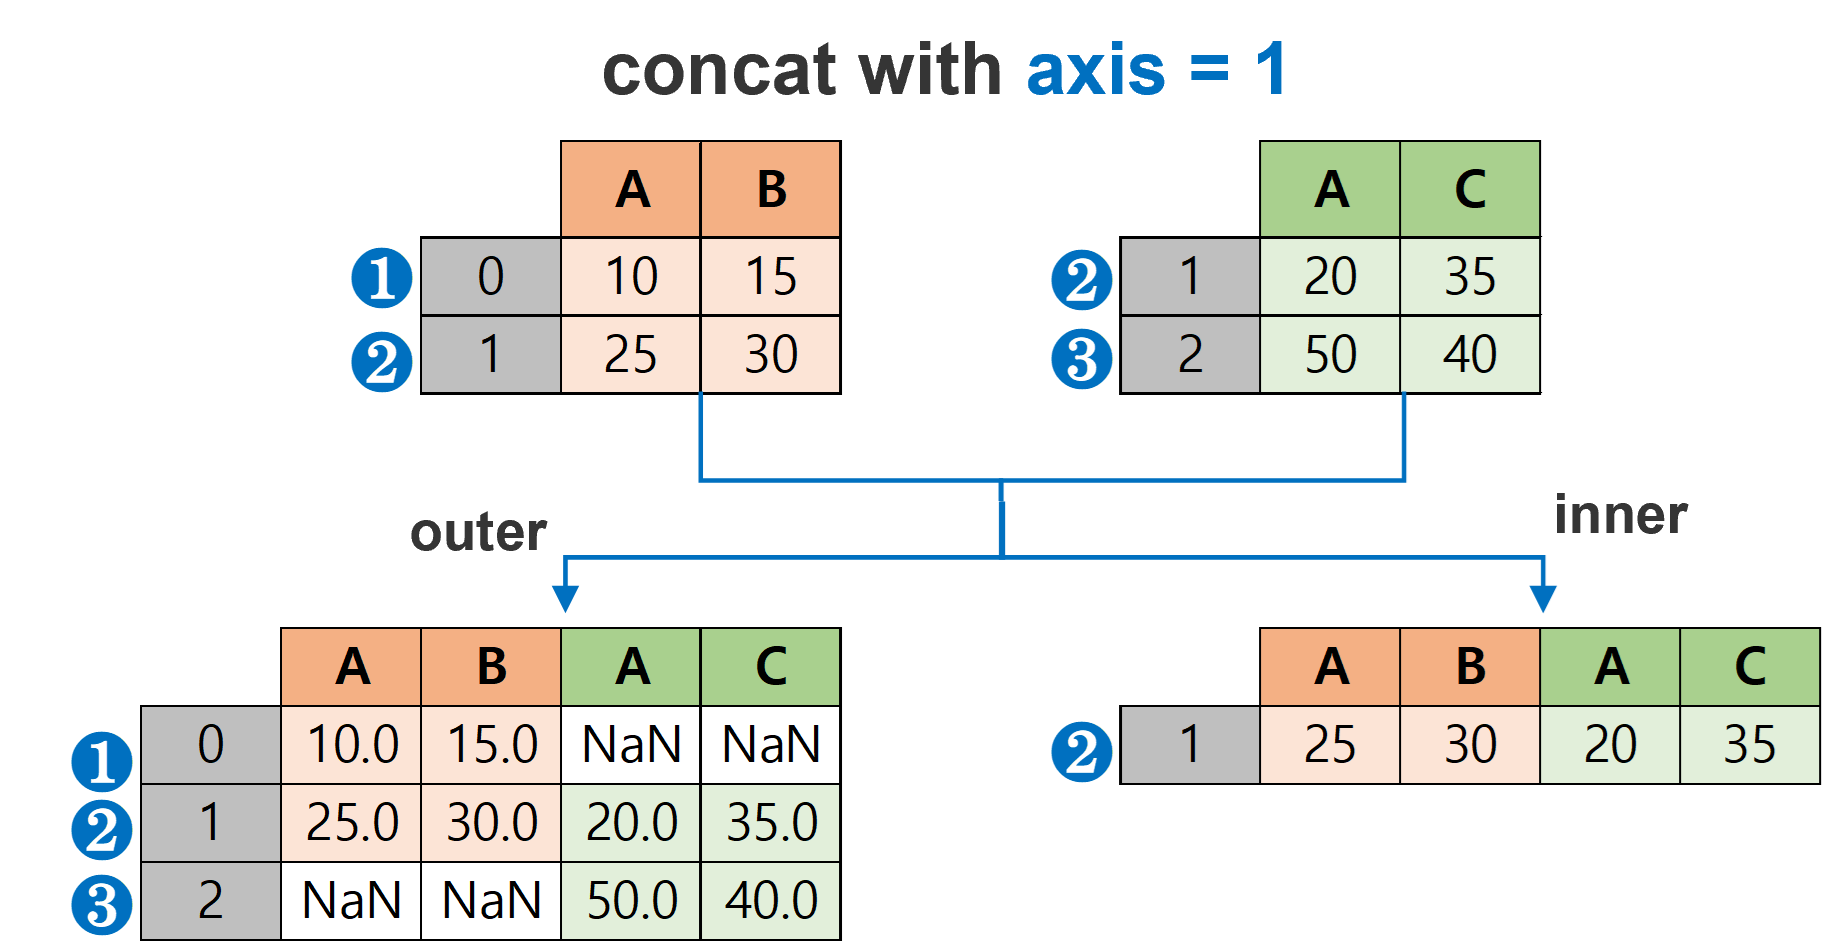 concat with axis = 1
A B
❶ 0 10 15
❷ 1 25 30
A C
❷ 1 20 35
❸ 2 50 40
outer
inner
A B A C
❶ 0 10.0 15.0 NaN NaN
❷ 1 25.0 30.0 20.0 35.0
❸ 2 NaN NaN 50.0 40.0
A B A C
❷ 1 25 30 20 35